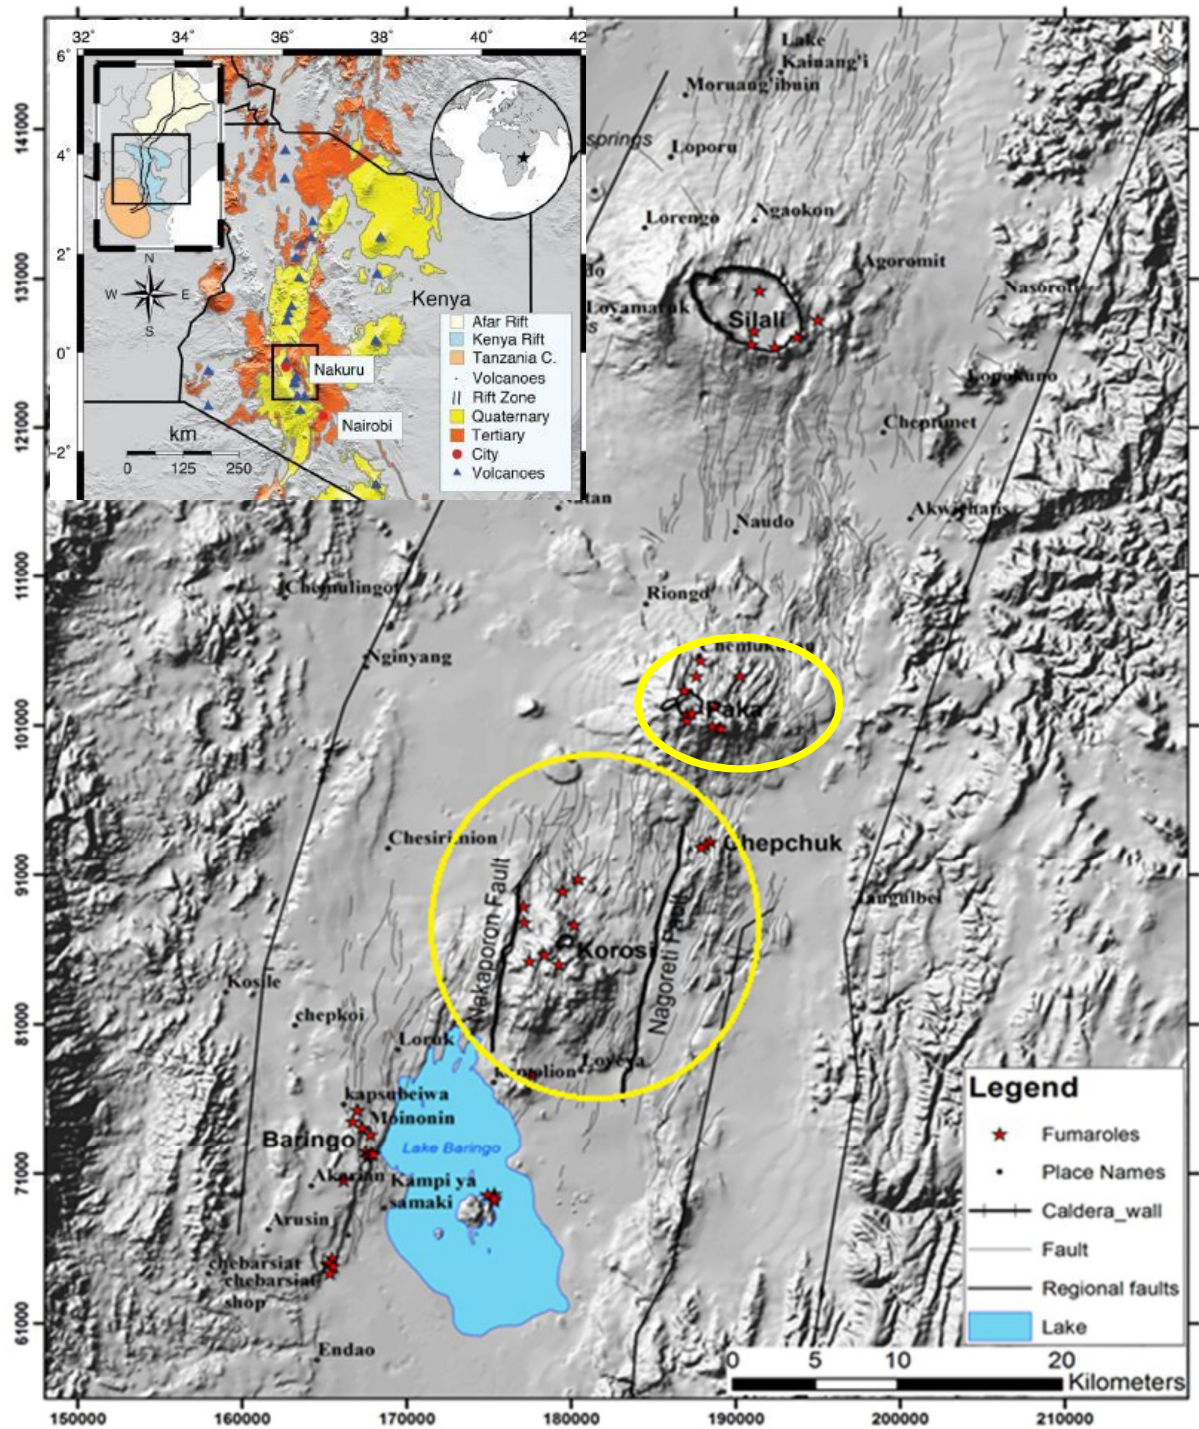 32°
34°
36°
38°
40°
42
6°
4°
2°
0°
-2°
N
W
E
S
Kenya
Afar Rift
Kenya Rift
Tanzania C.
Volcanoes
Rift Zone
Quaternary
Tertiary
City
Volcanoes
Nakuru
Nairobi
km
0 125 250
N
Lake
Kainang'i
Moruang'ibuin
springs
Loporu
Lorengo
Ngaokon
Agoromit
Nasorot
Silali
Cheptumet
Akwichatis
Naudo
Riongo
Chemulingot
Nginyang
Paka
Chesirimion
Chepchuk
Nakaporon Fault
Korosi
Nagoreti Fault
Kositle
chepkoi
Loruk
Loyeya
kapsubeiwa
Moinonin
Baringo
Lake Baringo
Kampi ya
samaki
Arusin
chebarsiat
chebarsiat
shop
Endao
Legend
Fumaroles
Place Names
Caldera_wall
Fault
Regional faults
Lake
0 5 10 20
Kilometers
141000
131000
121000
111000
101000
91000
81000
71000
61000
150000
160000
170000
180000
190000
200000
210000